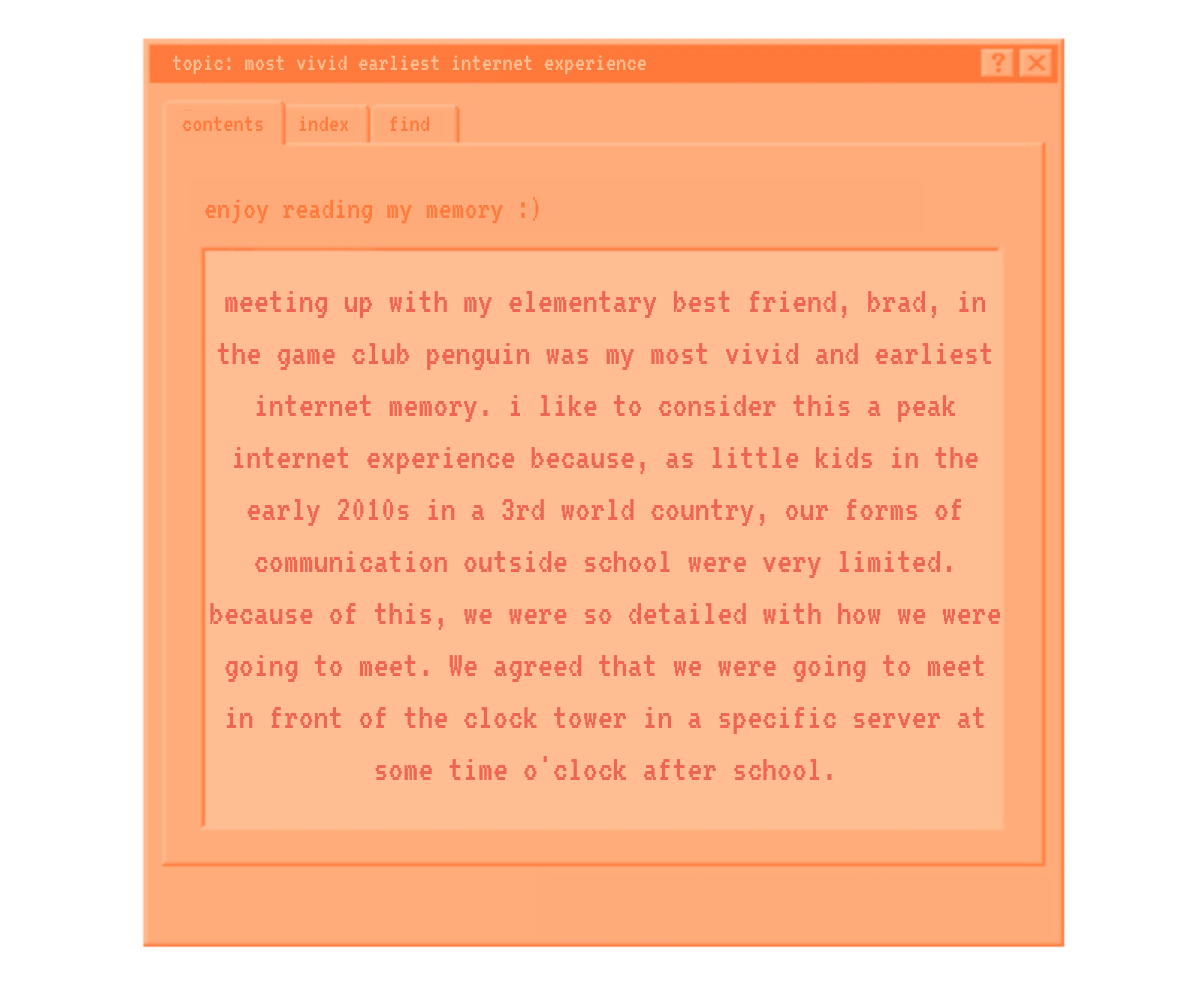 topic: most vivid earliest internet experience
? X
contents index find
enjoy reading my memory :)
meeting up with my elementary best friend, brad, in
the game club penguin was my most vivid and earliest
internet memory. i like to consider this a peak
internet experience because, as little kids in the
early 2010s in a 3rd world country, our forms of
communication outside school were very limited.
because of this, we were so detailed with how we were
going to meet. We agreed that we were going to meet
in front of the clock tower in a specific server at
some time o'clock after school.